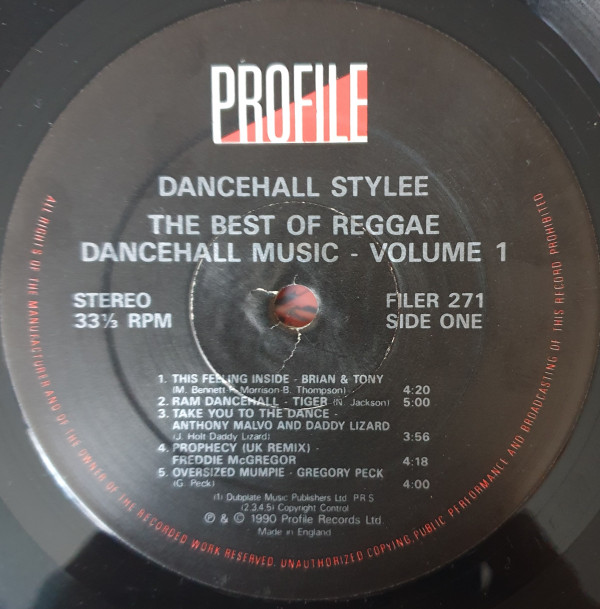 PROFILE
DANCEHALL STYLEE
THE BEST OF REGGAE
DANCEHALL MUSIC - VOLUME 1
STEREO
33⅓ RPM
FILER 271
SIDE ONE
1. THIS FEELING INSIDE - BRIAN & TONY
(M. Bennett-P. Morrison-B. Thompson) 4:20
2. RAM DANCEHALL - TIGER (N. Jackson) 5:00
3. TAKE YOU TO THE DANCE -
ANTHONY MALVO AND DADDY LIZARD
(J. Holt Daddy Lizard) 3:56
4. PROPHECY (UK REMIX) -
FREDDIE McGREGOR 4:18
5. OVERSIZED MUMPIE - GREGORY PECK
(G. Peck) 4:00
(1) Dubplate Music Publishers Ltd P.R.S
(2,3,4,5) Copyright Control
℗ & © 1990 Profile Records Ltd.
Made in England
ALL RIGHTS OF THE MANUFACTURER AND OF THE OWNER OF THE RECORDED WORK RESERVED. UNAUTHORIZED COPYING, PUBLIC PERFORMANCE AND BROADCASTING OF THIS RECORD PROHIBITED